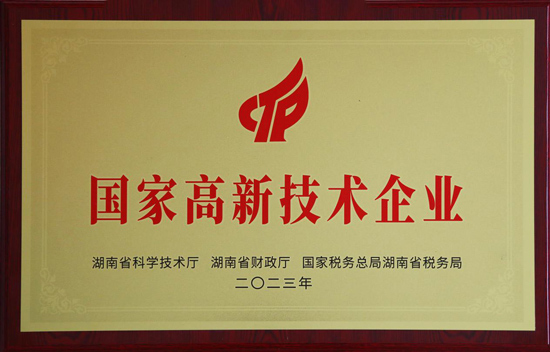 CTP
国家高新技术企业
湖南省科学技术厅 湖南省财政厅 国家税务总局湖南省税务局
二〇二三年